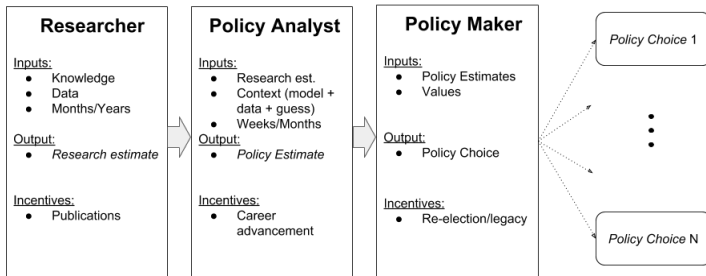 Researcher
Inputs:
● Knowledge
● Data
● Months/Years
Output:
● Research estimate
Incentives:
● Publications
Policy Analyst
Inputs:
● Research est.
● Context (model +
data + guess)
● Weeks/Months
Output:
● Policy Estimate
Incentives:
● Career
advancement
Policy Maker
Inputs:
● Policy Estimates
● Values
Output:
● Policy Choice
Incentives:
● Re-election/legacy
Policy Choice 1
Policy Choice N